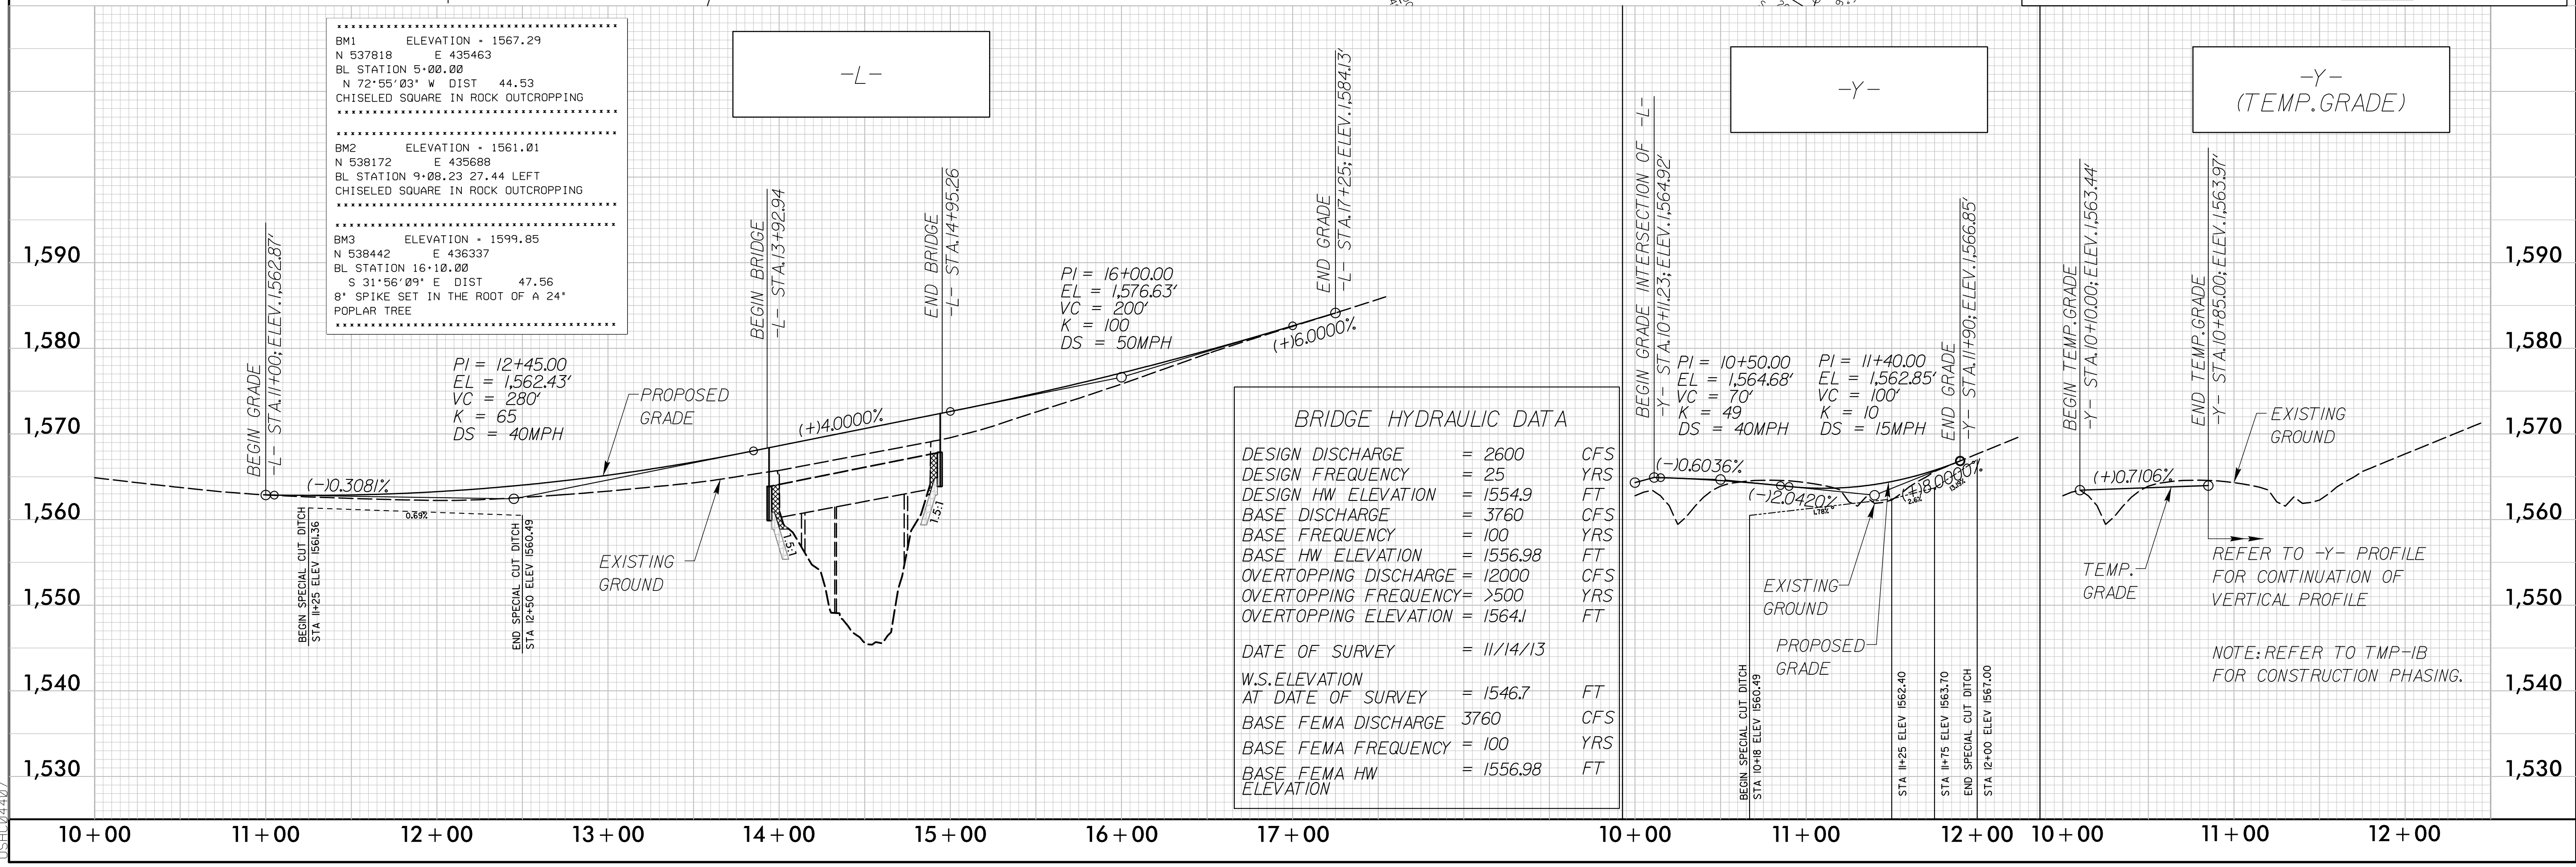 BM1 ELEVATION = 1567.29
N 537818 E 435463
BL STATION 5+00.00
N 72°55'03" W DIST 44.53
CHISELED SQUARE IN ROCK OUTCROPPING
BM2 ELEVATION = 1561.01
N 538172 E 435688
BL STATION 9+08.23 27.44 LEFT
CHISELED SQUARE IN ROCK OUTCROPPING
BM3 ELEVATION = 1599.85
N 538442 E 436337
BL STATION 16+10.00
S 31°56'09" E DIST 47.56
8" SPIKE SET IN THE ROOT OF A 24"
POPLAR TREE
-L-
-Y-
-Y-
(TEMP.GRADE)
1,590
1,580
1,570
1,560
1,550
1,540
1,530
BEGIN GRADE
-L- STA.11+00; ELEV.1,562.87'
PI = 12+45.00
EL = 1,562.43'
VC = 280'
K = 65
DS = 40MPH
PROPOSED
GRADE
(-)0.3081%
0.69%
BEGIN SPECIAL CUT DITCH
STA 11+25 ELEV 1561.36
END SPECIAL CUT DITCH
STA 12+50 ELEV 1560.49
EXISTING
GROUND
BEGIN BRIDGE
-L- STA.13+92.94
(+)4.0000%
1.5:1
1.5:1
END BRIDGE
-L- STA.14+95.26
PI = 16+00.00
EL = 1,576.63'
VC = 200'
K = 100
DS = 50MPH
END GRADE
-L- STA.17+25; ELEV.1,584.13'
(+)6.0000%
BRIDGE HYDRAULIC DATA
DESIGN DISCHARGE = 2600 CFS
DESIGN FREQUENCY = 25 YRS
DESIGN HW ELEVATION = 1554.9 FT
BASE DISCHARGE = 3760 CFS
BASE FREQUENCY = 100 YRS
BASE HW ELEVATION = 1556.98 FT
OVERTOPPING DISCHARGE = 12000 CFS
OVERTOPPING FREQUENCY= >500 YRS
OVERTOPPING ELEVATION = 1564.1 FT
DATE OF SURVEY = 11/14/13
W.S.ELEVATION
AT DATE OF SURVEY = 1546.7 FT
BASE FEMA DISCHARGE 3760 CFS
BASE FEMA FREQUENCY = 100 YRS
BASE FEMA HW = 1556.98 FT
ELEVATION
BEGIN GRADE INTERSECTION OF -L-
-Y- STA.10+11.23; ELEV.1,564.92'
PI = 10+50.00
EL = 1,564.68'
VC = 70'
K = 49
DS = 40MPH
PI = 11+40.00
EL = 1,562.85'
VC = 100'
K = 10
DS = 15MPH
END GRADE
-Y- STA.11+90; ELEV.1,566.85'
(-)0.6036%
(-)2.0420%
(+)8.0000%
1.78%
EXISTING
GROUND
PROPOSED
GRADE
BEGIN SPECIAL CUT DITCH
STA 10+18 ELEV 1560.49
STA 11+25 ELEV 1562.40
STA 11+75 ELEV 1563.70
END SPECIAL CUT DITCH
STA 12+00 ELEV 1567.00
BEGIN TEMP.GRADE
-Y- STA.10+10.00; ELEV.1,563.44'
END TEMP.GRADE
-Y- STA.10+85.00; ELEV.1,563.97'
(+)0.7106%
EXISTING
GROUND
TEMP.
GRADE
REFER TO -Y- PROFILE
FOR CONTINUATION OF
VERTICAL PROFILE
NOTE:REFER TO TMP-1B
FOR CONSTRUCTION PHASING.
1,590
1,580
1,570
1,560
1,550
1,540
1,530
10+00 11+00 12+00 13+00 14+00 15+00 16+00 17+00 10+00 11+00 12+00 10+00 11+00 12+00